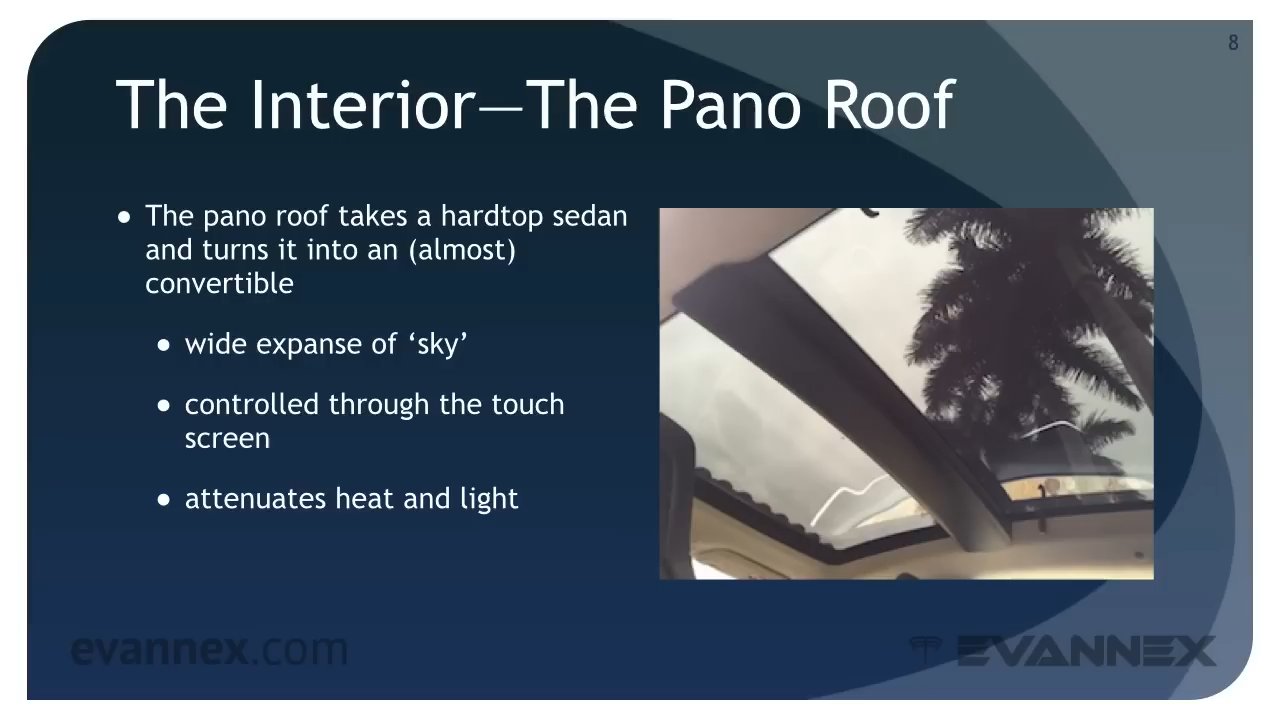 8
The Interior—The Pano Roof
● The pano roof takes a hardtop sedan
and turns it into an (almost)
convertible
● wide expanse of ‘sky’
● controlled through the touch
screen
● attenuates heat and light
evannex.com
EVANNEX